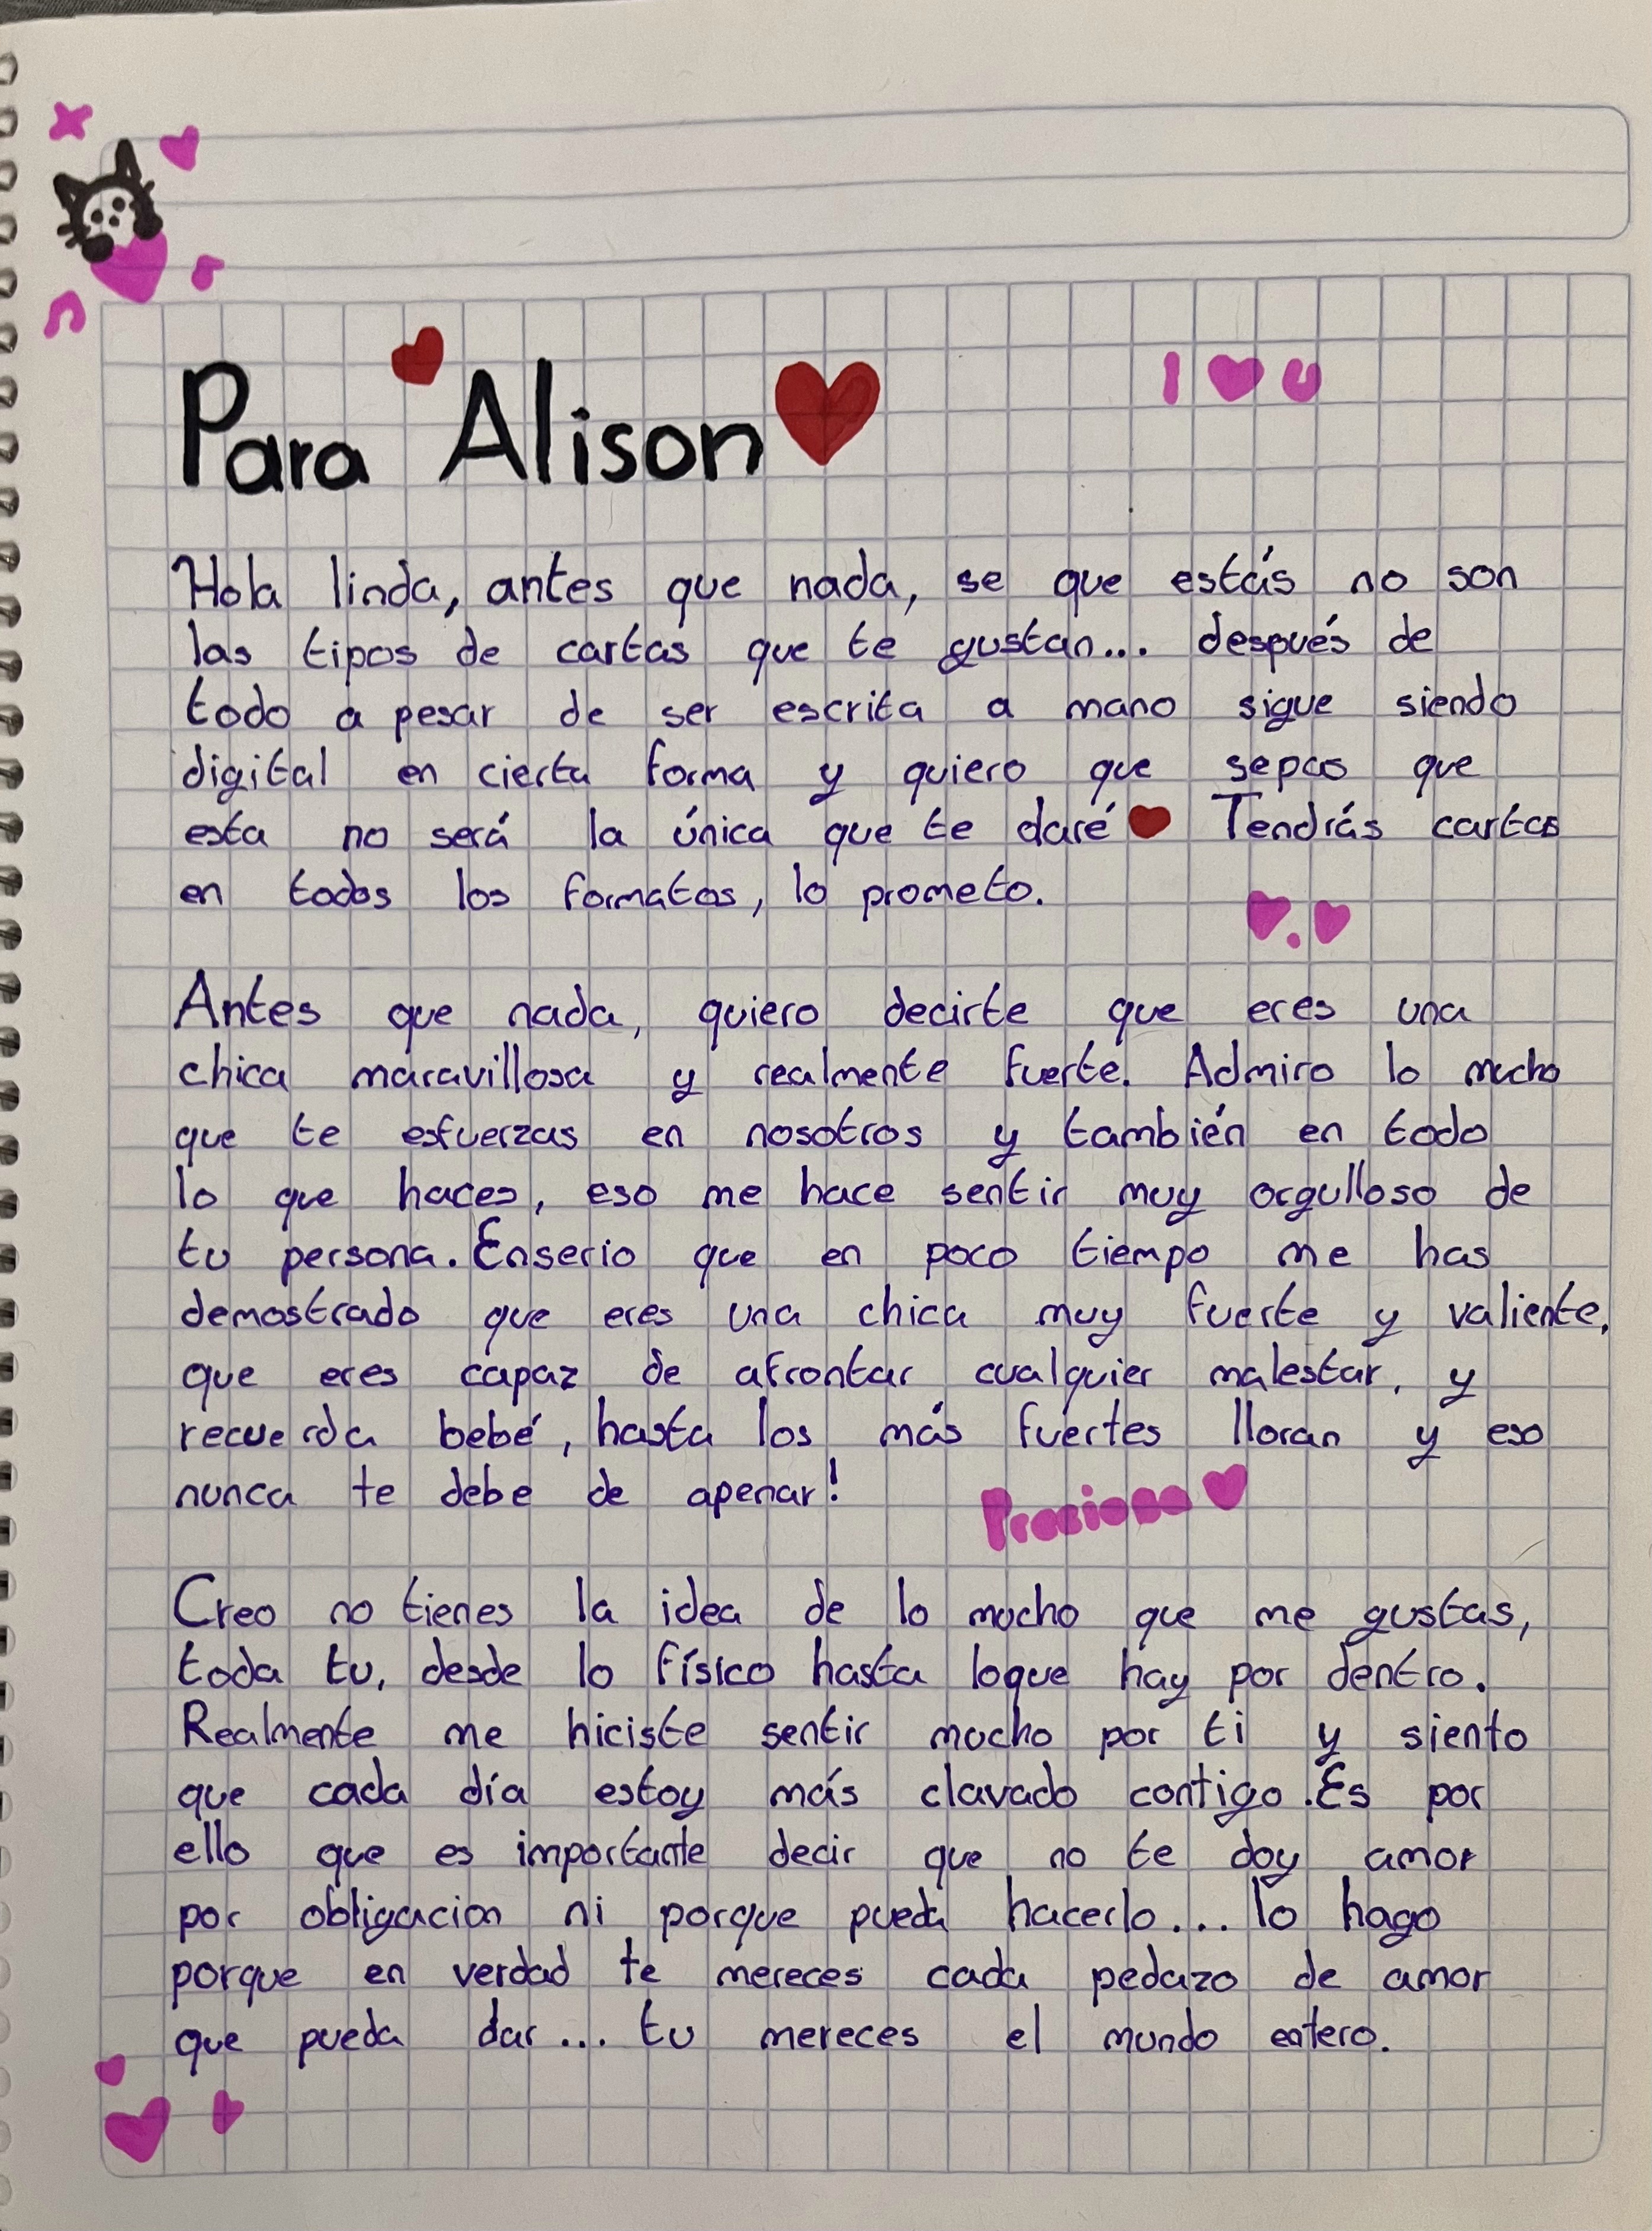 I ♥ U
Para Alison
Hola linda, antes que nada, se que estás no son
las tipos de cartas que te gustan... después de
todo a pesar de ser escrita a mano sigue siendo
digital en cierta forma y quiero que sepas que
esta no será la única que te daré ♥ Tendrás cartas
en todos los formatos, lo prometo.
Antes que nada, quiero decirte que eres una
chica maravillosa y realmente fuerte. Admiro lo mucho
que te esfuerzas en nosotros y también en todo
lo que haces, eso me hace sentir muy orgulloso de
tu persona. Enserio que en poco tiempo me has
demostrado que eres una chica muy fuerte y valiente,
que eres capaz de afrontar cualquier malestar, y
recuerda bebé, hasta los más fuertes lloran y eso
nunca te debe de apenar!
Preciosa ♥
Creo no tienes la idea de lo mucho que me gustas,
toda tu, desde lo físico hasta loque hay por dentro.
Realmente me hiciste sentir mucho por ti y siento
que cada día estoy más clavado contigo. Es por
ello que es importante decir que no te doy amor
por obligacion ni porque pueda hacerlo... lo hago
porque en verdad te mereces cada pedazo de amor
que pueda dar... tu mereces el mundo entero.